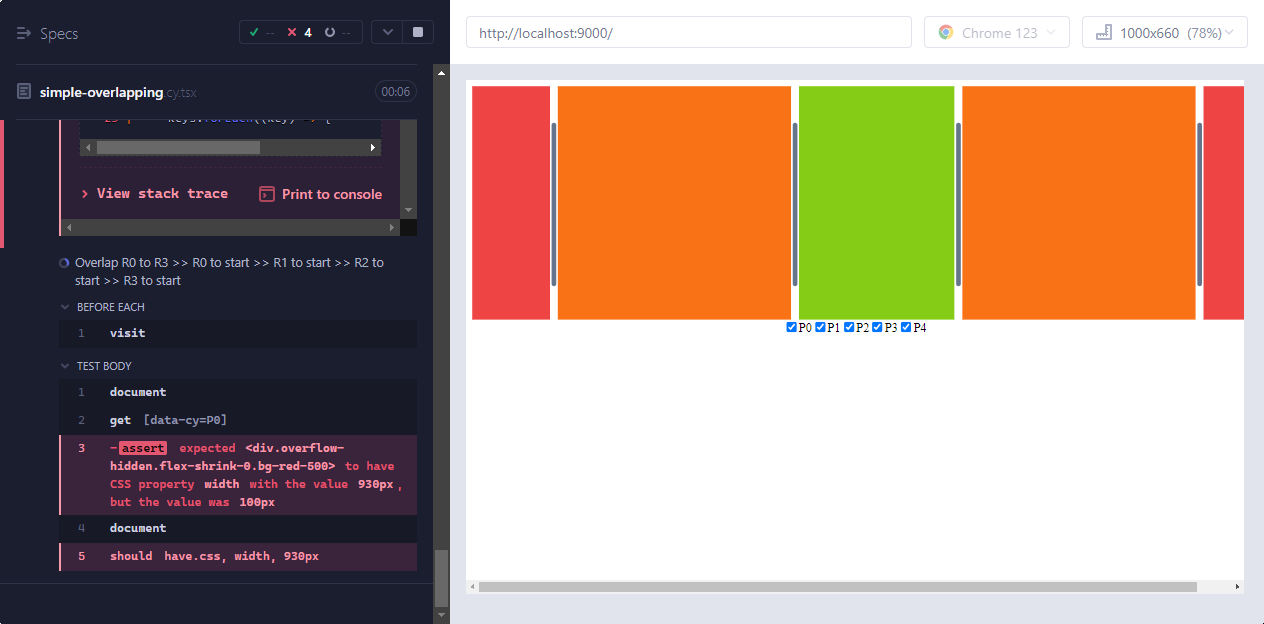 Specs
-- 4 --
http://localhost:9000/
Chrome 123
1000x660 (78%)
simple-overlapping.cy.tsx
00:06
View stack trace
Print to console
Overlap R0 to R3 >> R0 to start >> R1 to start >> R2 to
start >> R3 to start
BEFORE EACH
1 visit
TEST BODY
1 document
2 get [data-cy=P0]
3 -assert expected <div.overflow-
hidden.flex-shrink-0.bg-red-500> to have
CSS property width with the value 930px,
but the value was 100px
4 document
5 should have.css, width, 930px
P0 P1 P2 P3 P4